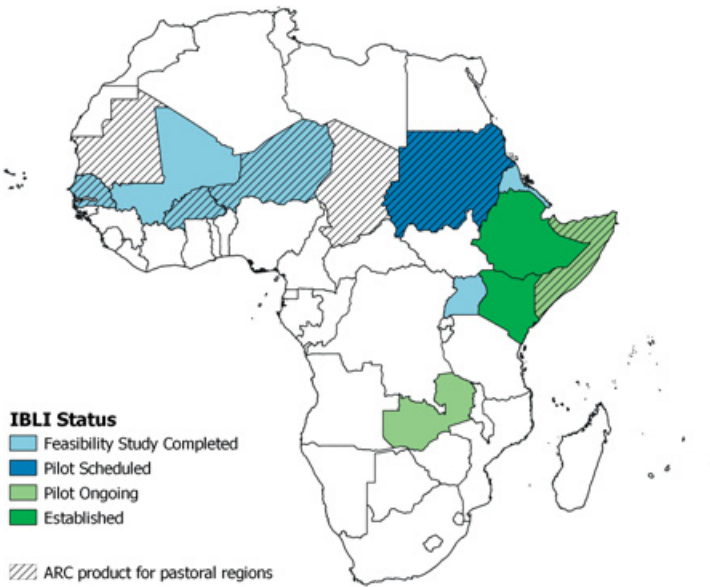 IBLI Status
Feasibility Study Completed
Pilot Scheduled
Pilot Ongoing
Established
ARC product for pastoral regions